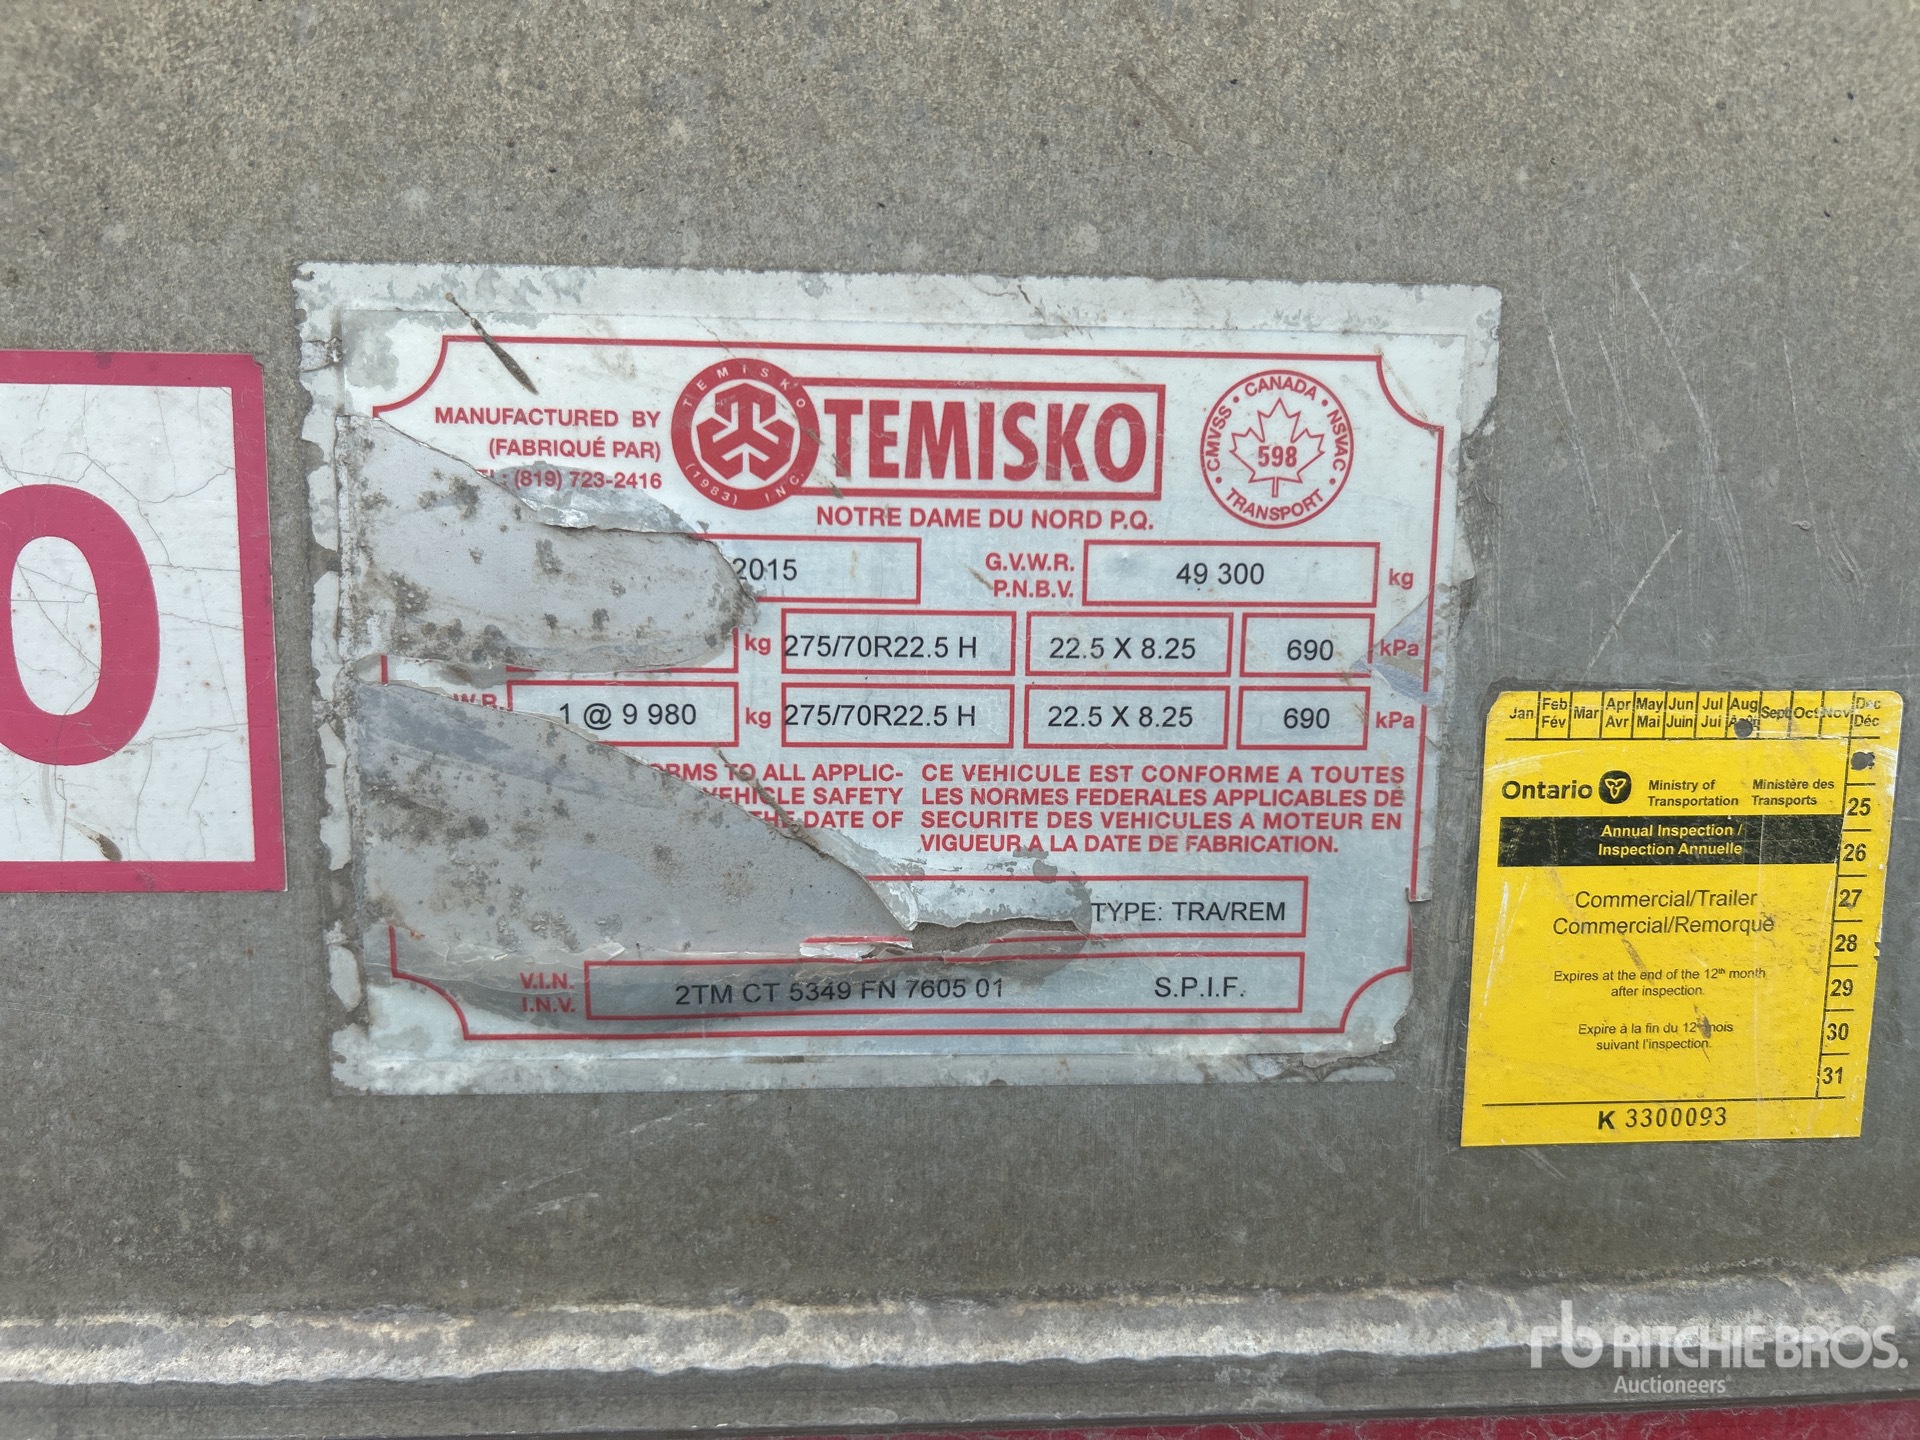 O
MANUFACTURED BY
(FABRIQUÉ PAR)
: (819) 723-2416
TEMISKO (1983) INC.
TEMISKO
NOTRE DAME DU NORD P.Q.
CANADA • NSVAC • TRANSPORT • CMVSS •
598
2015 G.V.W.R. 49 300 kg
P.N.B.V.
kg 275/70R22.5 H 22.5 X 8.25 690 kPa
W.R. 1 @ 9 980 kg 275/70R22.5 H 22.5 X 8.25 690 kPa
TO ALL APPLIC-
VEHICLE SAFETY
DATE OF
CE VEHICULE EST CONFORME A TOUTES
LES NORMES FEDERALES APPLICABLES DE
SECURITE DES VEHICULES A MOTEUR EN
VIGUEUR A LA DATE DE FABRICATION.
TYPE: TRA/REM
V.I.N. 2TM CT 5349 FN 7605 01 S.P.I.F.
I.N.V.
Jan Feb Mar Apr May Jun Jul Aug Sept Oct Nov Dec
Fév Avr Mai Juin Jui Déc
Ontario Ministry of Transportation Ministère des Transports
Annual Inspection /
Inspection Annuelle
Commercial/Trailer
Commercial/Remorque
Expires at the end of the 12th month
after inspection.
Expire à la fin du 12e mois
suivant l'inspection.
25
26
27
28
29
30
31
K 3300093
rb RITCHIE BROS.
Auctioneers